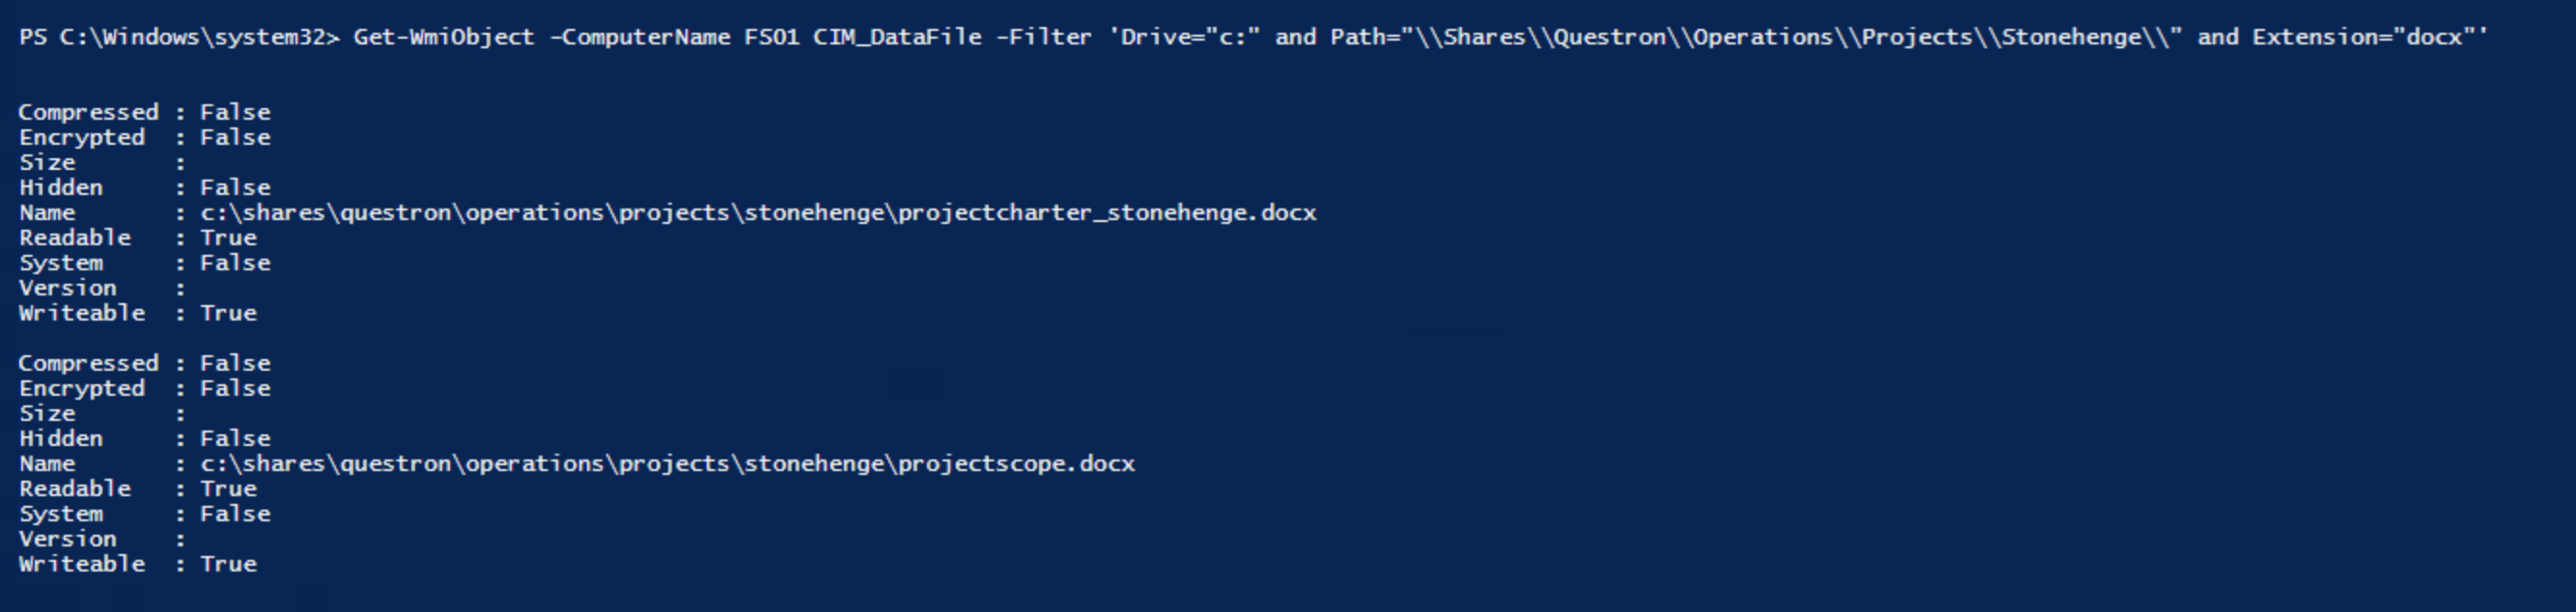 PS C:\Windows\system32> Get-WmiObject -ComputerName FS01 CIM_DataFile -Filter 'Drive="c:" and Path="\\Shares\\Questron\\Operations\\Projects\\Stonehenge\\" and Extension="docx"'
Compressed : False
Encrypted  : False
Size       :
Hidden     : False
Name       : c:\shares\questron\operations\projects\stonehenge\projectcharter_stonehenge.docx
Readable   : True
System     : False
Version    :
Writeable  : True
Compressed : False
Encrypted  : False
Size       :
Hidden     : False
Name       : c:\shares\questron\operations\projects\stonehenge\projectscope.docx
Readable   : True
System     : False
Version    :
Writeable  : True